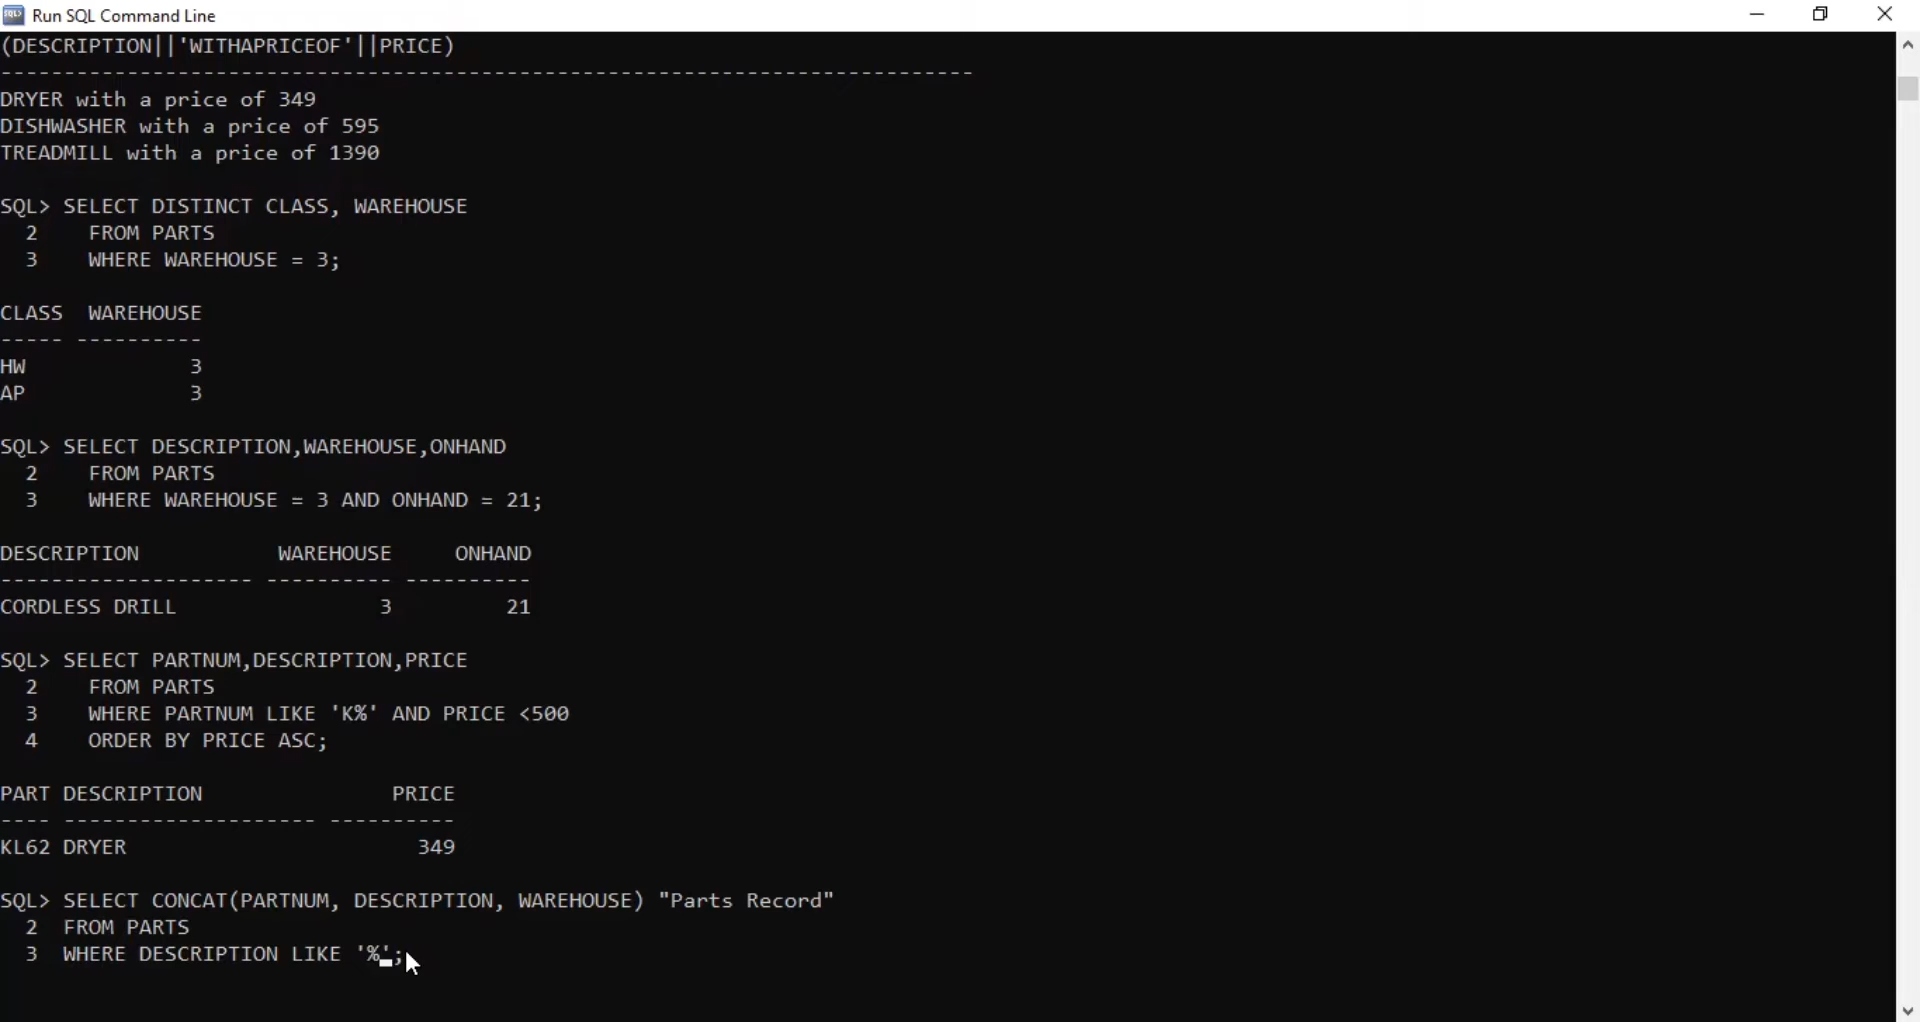 Run SQL Command Line
(DESCRIPTION||'WITHAPRICEOF'||PRICE)
-----------------------------------------------------------------------------
DRYER with a price of 349
DISHWASHER with a price of 595
TREADMILL with a price of 1390
SQL> SELECT DISTINCT CLASS, WAREHOUSE
2 FROM PARTS
3 WHERE WAREHOUSE = 3;
CLASS WAREHOUSE
----- ----------
HW 3
AP 3
SQL> SELECT DESCRIPTION,WAREHOUSE,ONHAND
2 FROM PARTS
3 WHERE WAREHOUSE = 3 AND ONHAND = 21;
DESCRIPTION WAREHOUSE ONHAND
-------------------- ---------- ----------
CORDLESS DRILL 3 21
SQL> SELECT PARTNUM,DESCRIPTION,PRICE
2 FROM PARTS
3 WHERE PARTNUM LIKE 'K%' AND PRICE <500
4 ORDER BY PRICE ASC;
PART DESCRIPTION PRICE
---- -------------------- ----------
KL62 DRYER 349
SQL> SELECT CONCAT(PARTNUM, DESCRIPTION, WAREHOUSE) "Parts Record"
2 FROM PARTS
3 WHERE DESCRIPTION LIKE '%';